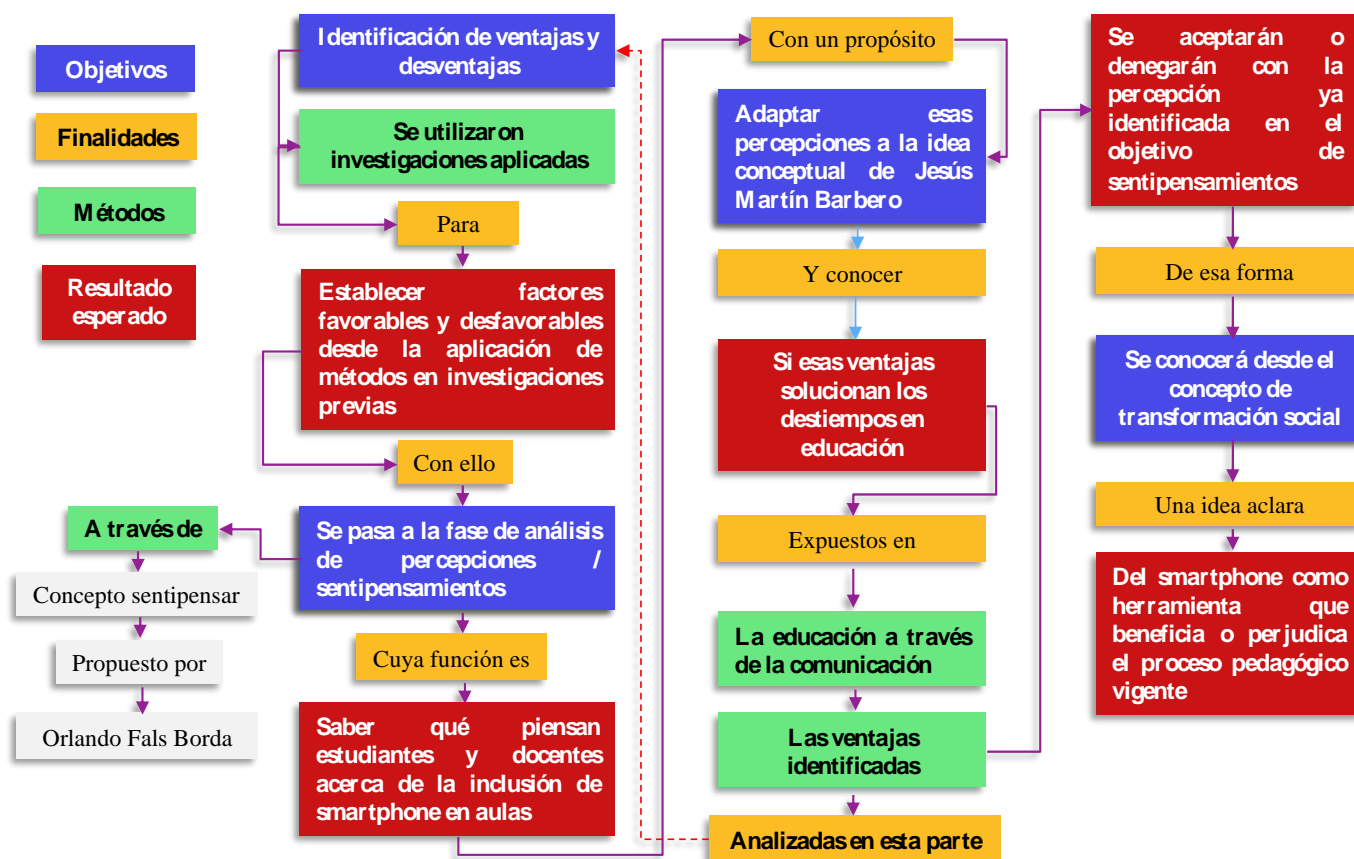 Objetivos
Finalidades
Métodos
Resultado
esperado
Identificación de ventajas y
desventajas
Se utilizaron
investigaciones aplicadas
Para
Establecer factores
favorables y desfavorables
desde la aplicación de
métodos en investigaciones
previas
Con ello
Se pasa a la fase de análisis
de percepciones /
sentipensamientos
A través de
Concepto sentipensar
Propuesto por
Orlando Fals Borda
Cuya función es
Saber qué piensan
estudiantes y docentes
acerca de la inclusión de
smartphone en aulas
Con un propósito
Adaptar esas
percepciones a la idea
conceptual de Jesús
Martín Barbero
Y conocer
Si esas ventajas
solucionan los
destiempos en
educación
Expuestos en
La educación a través
de la comunicación
Las ventajas
identificadas
Analizadas en esta parte
Se aceptarán o
denegarán con la
percepción ya
identificada en el
objetivo de
sentipensamientos
De esa forma
Se conocerá desde el
concepto de
transformación social
Una idea aclara
Del smartphone como
herramienta que
beneficia o perjudica
el proceso pedagógico
vigente